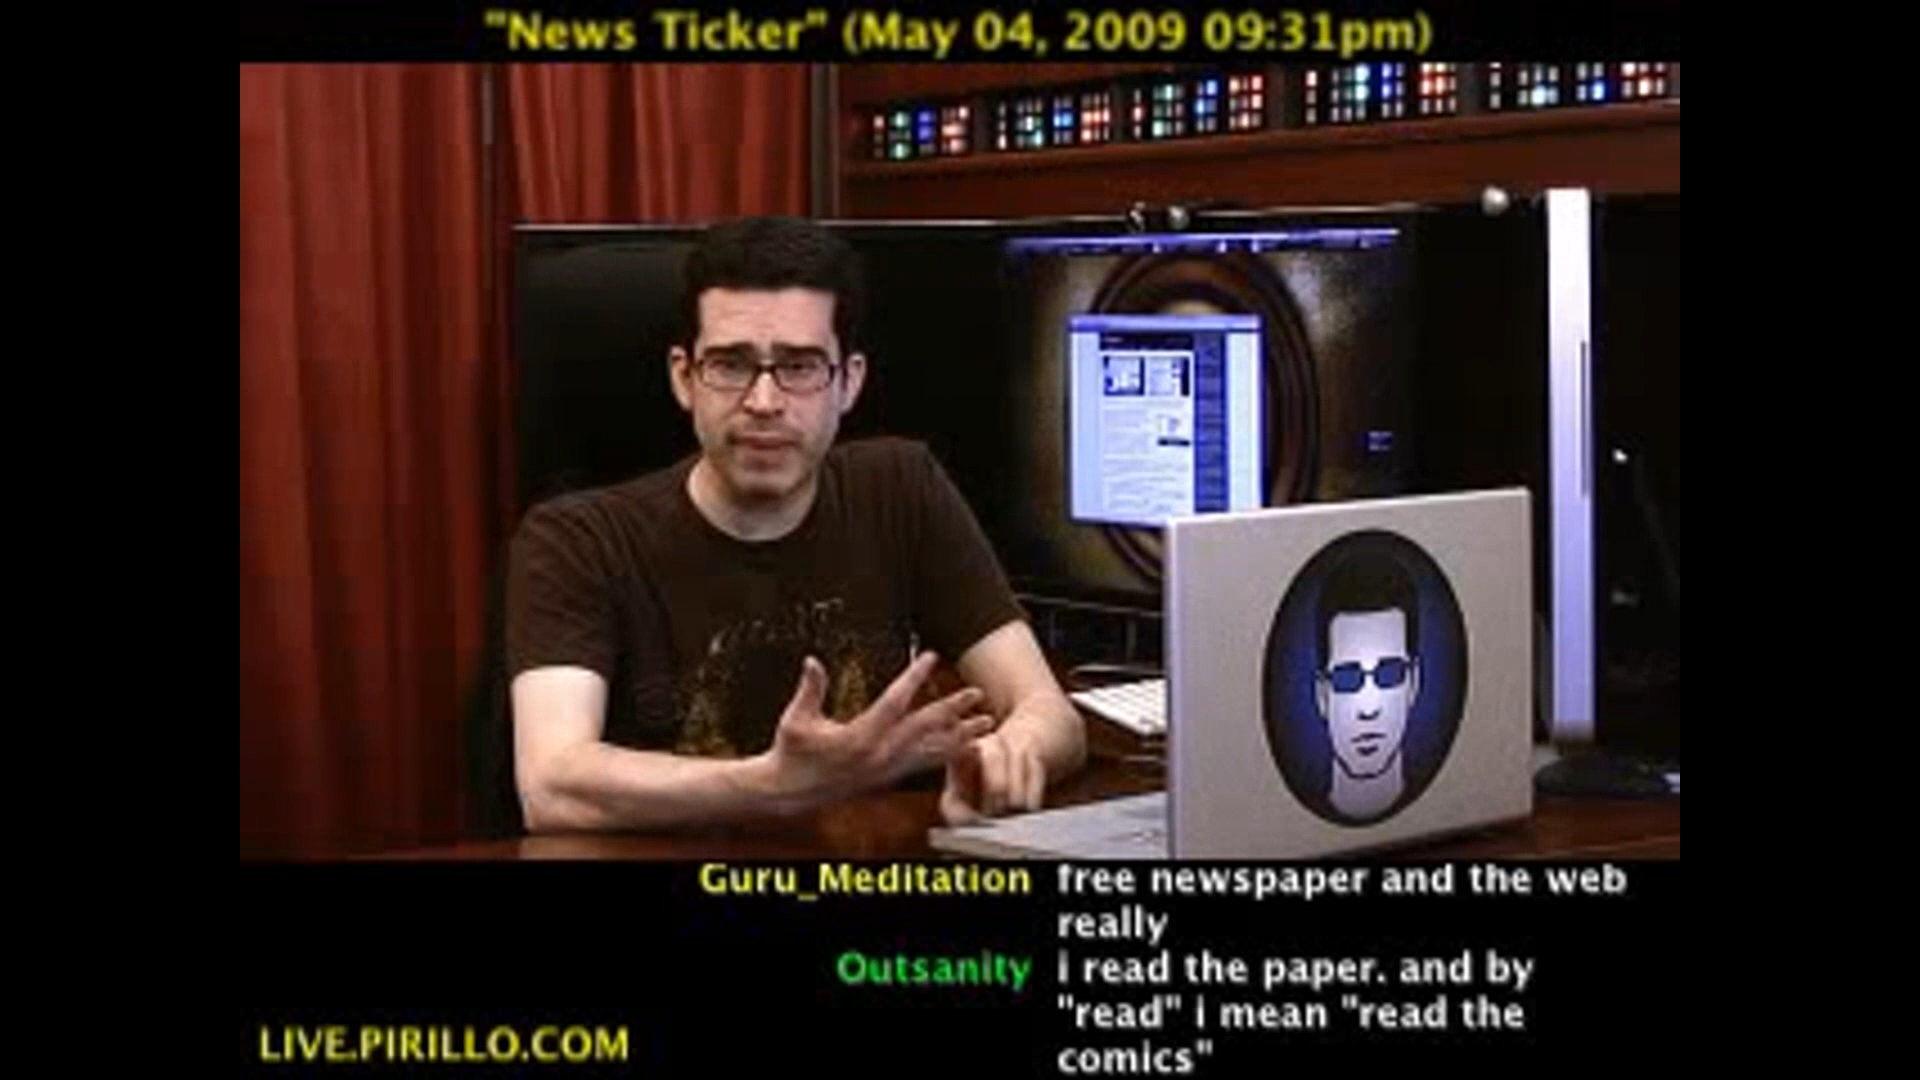 "News Ticker" (May 04, 2009 09:31pm)
Guru_Meditation free newspaper and the web
really
Outsanity i read the paper. and by
"read" i mean "read the
comics"
LIVE.PIRILLO.COM